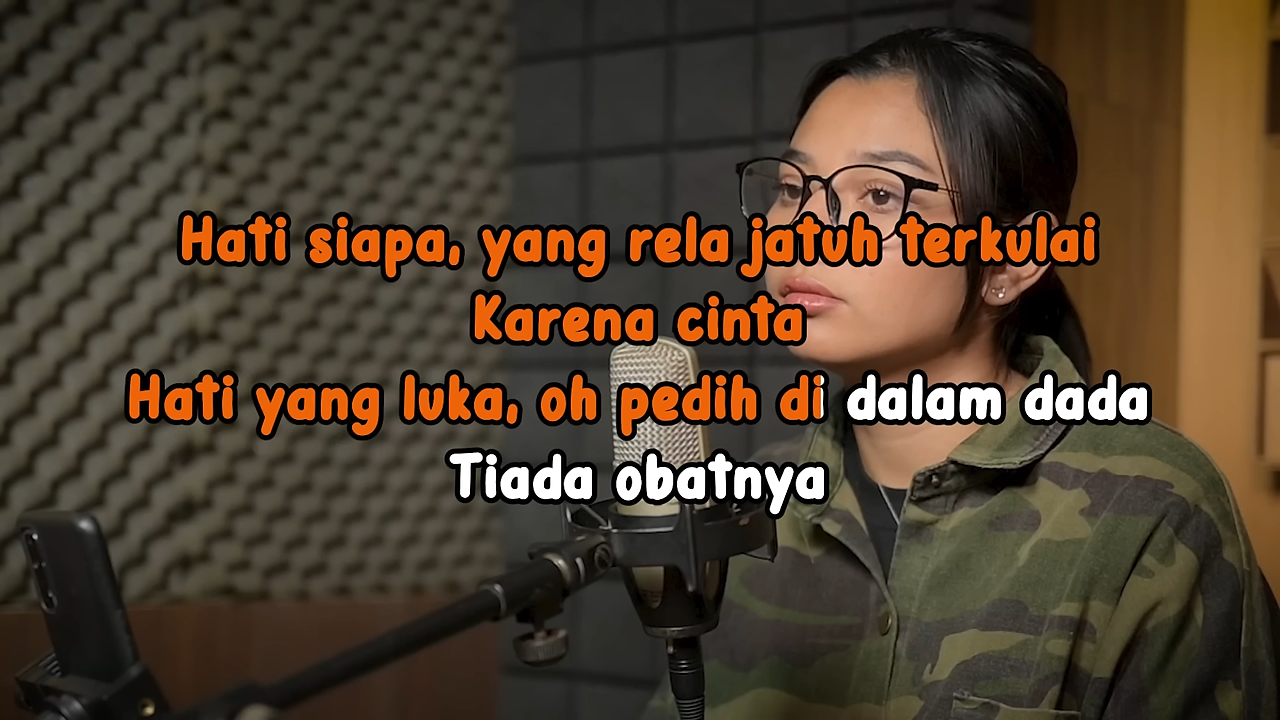 Hati siapa, yang rela jatuh terkulai
Karena cinta
Hati yang luka, oh pedih di dalam dada
Tiada obatnya